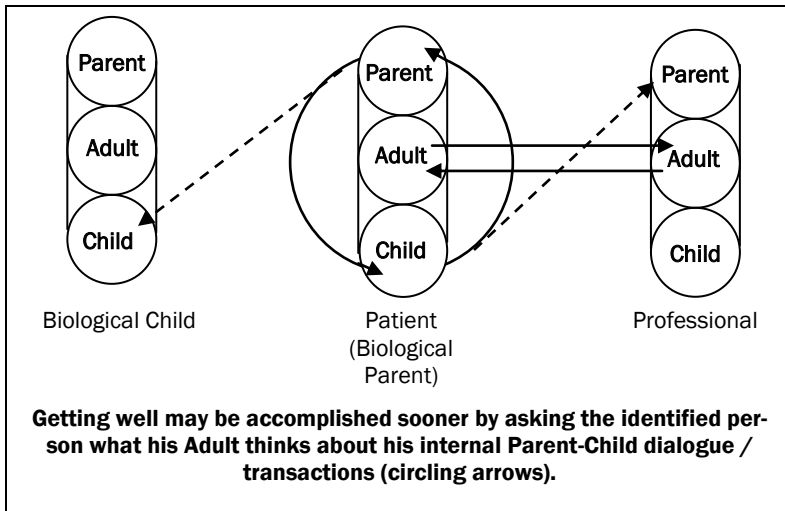 Parent
Parent
Parent
Adult
Adult
Adult
Child
Child
Child
Biological Child
Patient
(Biological
Parent)
Professional
Getting well may be accomplished sooner by asking the identified per-
son what his Adult thinks about his internal Parent-Child dialogue /
transactions (circling arrows).